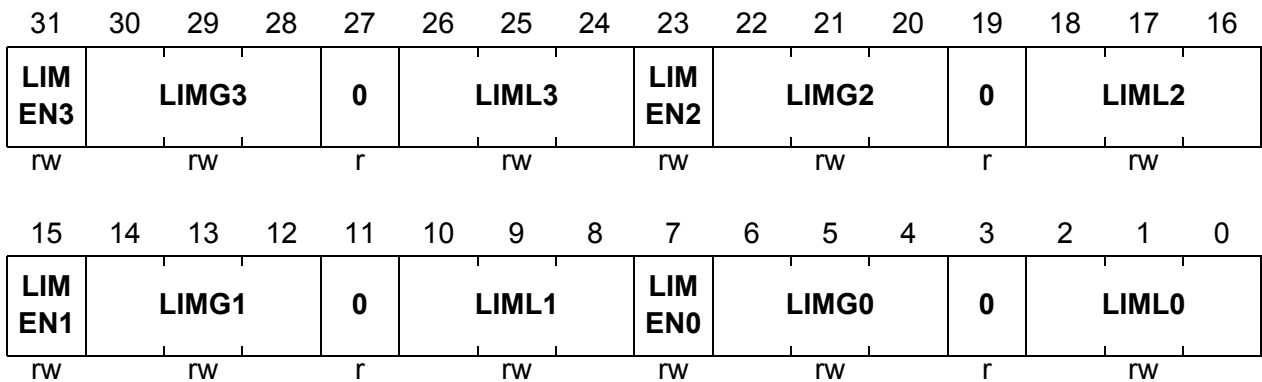 31 30 29 28 27 26 25 24 23 22 21 20 19 18 17 16
LIM EN3 LIMG3 0 LIML3 LIM EN2 LIMG2 0 LIML2
rw rw r rw rw rw r rw
15 14 13 12 11 10 9 8 7 6 5 4 3 2 1 0
LIM EN1 LIMG1 0 LIML1 LIM EN0 LIMG0 0 LIML0
rw rw r rw rw rw r rw